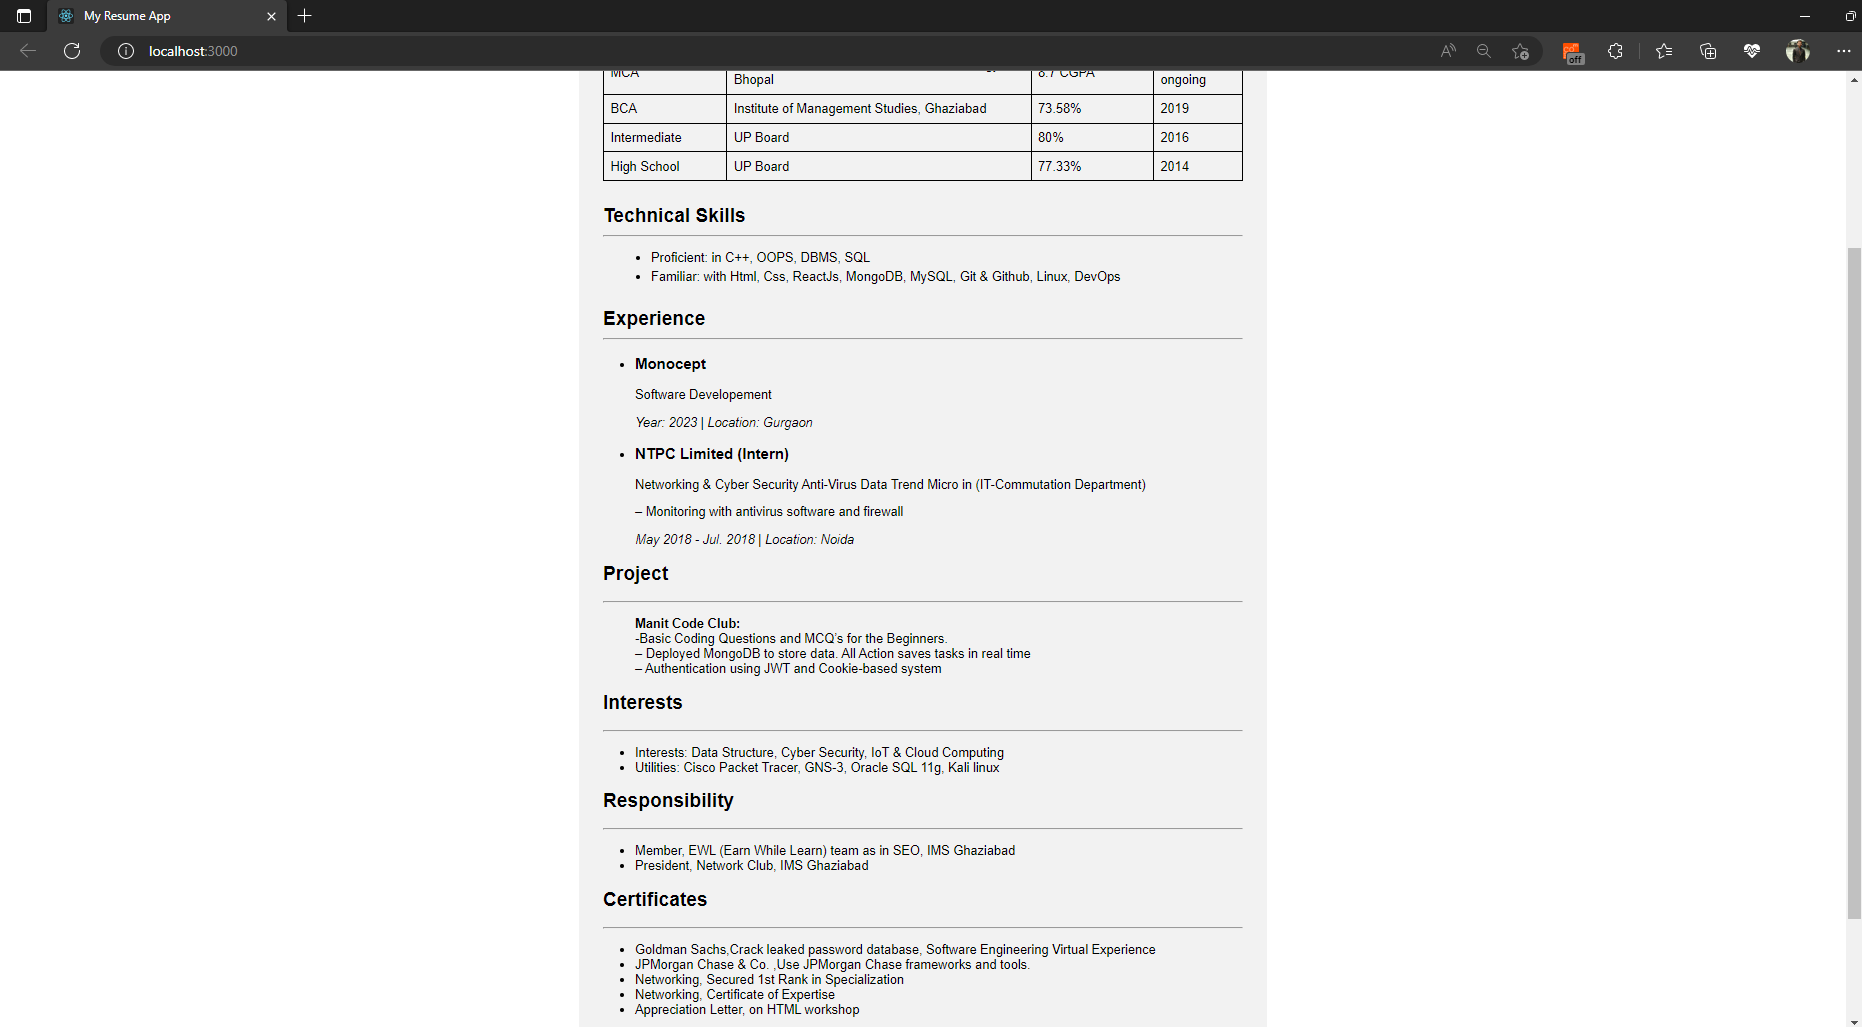 My Resume App
localhost:3000
off
MCA Bhopal 8.7 CGPA ongoing
BCA Institute of Management Studies, Ghaziabad 73.58% 2019
Intermediate UP Board 80% 2016
High School UP Board 77.33% 2014
Technical Skills
• Proficient: in C++, OOPS, DBMS, SQL
• Familiar: with Html, Css, ReactJs, MongoDB, MySQL, Git & Github, Linux, DevOps
Experience
• Monocept
Software Developement
Year: 2023 | Location: Gurgaon
• NTPC Limited (Intern)
Networking & Cyber Security Anti-Virus Data Trend Micro in (IT-Commutation Department)
– Monitoring with antivirus software and firewall
May 2018 - Jul. 2018 | Location: Noida
Project
Manit Code Club:
-Basic Coding Questions and MCQ's for the Beginners.
– Deployed MongoDB to store data. All Action saves tasks in real time
– Authentication using JWT and Cookie-based system
Interests
• Interests: Data Structure, Cyber Security, IoT & Cloud Computing
• Utilities: Cisco Packet Tracer, GNS-3, Oracle SQL 11g, Kali linux
Responsibility
• Member, EWL (Earn While Learn) team as in SEO, IMS Ghaziabad
• President, Network Club, IMS Ghaziabad
Certificates
• Goldman Sachs,Crack leaked password database, Software Engineering Virtual Experience
• JPMorgan Chase & Co. ,Use JPMorgan Chase frameworks and tools.
• Networking, Secured 1st Rank in Specialization
• Networking, Certificate of Expertise
• Appreciation Letter, on HTML workshop